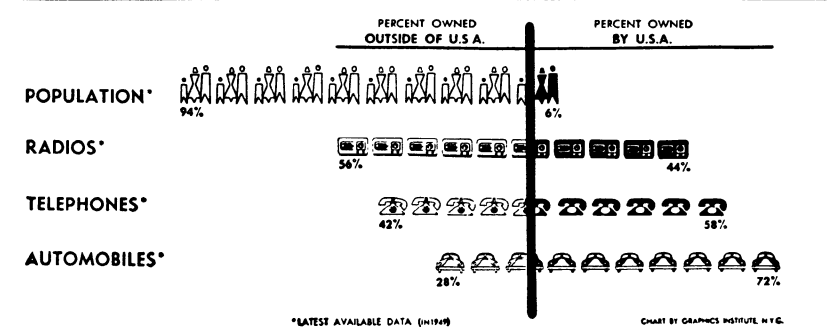 PERCENT OWNED
OUTSIDE OF U.S.A.
PERCENT OWNED
BY U.S.A.
POPULATION*
94%
6%
RADIOS*
56%
44%
TELEPHONES*
42%
58%
AUTOMOBILES*
28%
72%
*LATEST AVAILABLE DATA (IN 1949)
CHART BY GRAPHICS INSTITUTE, N.Y.C.